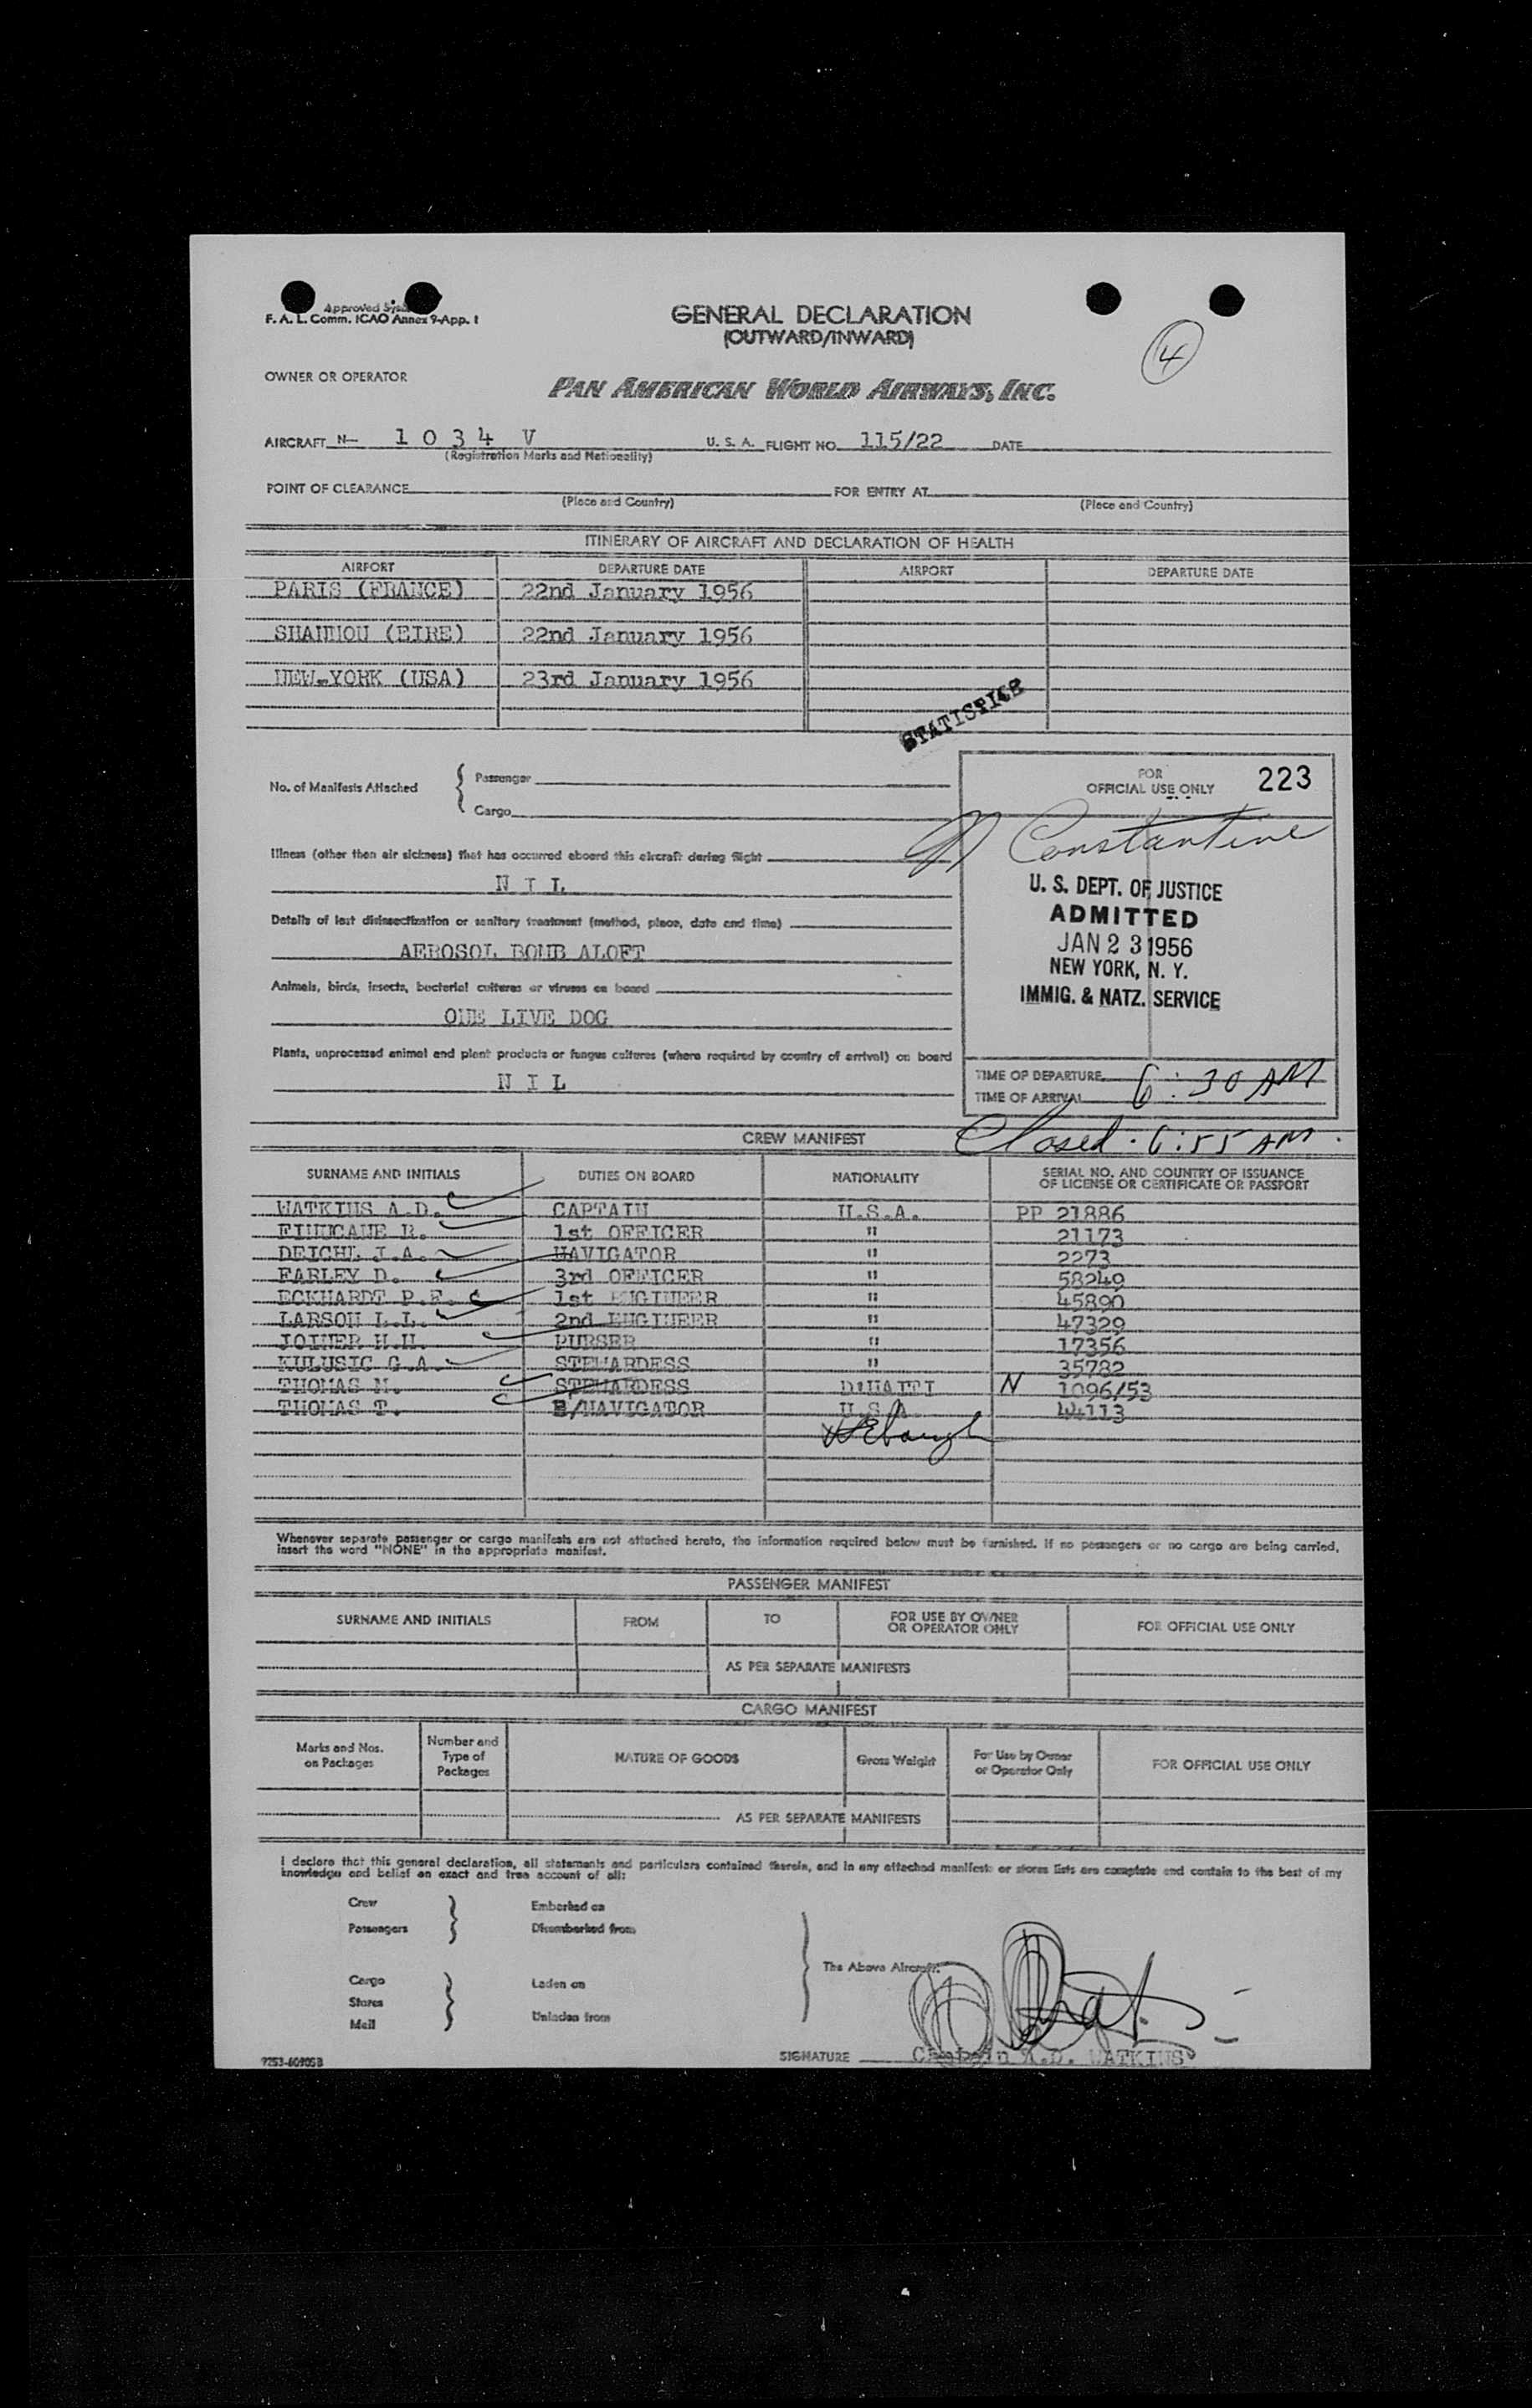 Approved
F. A. L. Comm. ICAO Annex 9-App. 1
GENERAL DECLARATION
(OUTWARD/INWARD)
4
OWNER OR OPERATOR
PAN AMERICAN WORLD AIRWAYS, INC.
AIRCRAFT N- 1 0 3 4 V U. S. A. FLIGHT NO. 115/22 DATE
(Registration Marks and Nationality)
POINT OF CLEARANCE FOR ENTRY AT
(Place and Country) (Place and Country)
ITINERARY OF AIRCRAFT AND DECLARATION OF HEALTH
AIRPORT DEPARTURE DATE AIRPORT DEPARTURE DATE
PARIS (FRANCE) 22nd January 1956
SHANNON (EIRE) 22nd January 1956
NEW-YORK (USA) 23rd January 1956
No. of Manifests Attached
Passenger
Cargo
FOR
OFFICIAL USE ONLY 223
Constantine
Illness (other than air sickness) that has occurred aboard this aircraft during flight
N I L
Details of last disinsectization or sanitary treatment (method, place, date and time)
AEROSOL BOMB ALOFT
Animals, birds, insects, bacterial cultures or viruses on board
ONE LIVE DOG
Plants, unprocessed animal and plant products or fungus cultures (where required by country of arrival) on board
N I L
U. S. DEPT. OF JUSTICE
ADMITTED
JAN 23 1956
NEW YORK, N. Y.
IMMIG. & NATZ. SERVICE
TIME OF DEPARTURE
TIME OF ARRIVAL 6:30 AM
Closed - 6:55 AM.
CREW MANIFEST
SURNAME AND INITIALS DUTIES ON BOARD NATIONALITY SERIAL NO. AND COUNTRY OF ISSUANCE
OF LICENSE OR CERTIFICATE OR PASSPORT
WATKINS A.D. CAPTAIN U.S.A. PP 21886
FINUCANE R. 1st OFFICER " 21173
DEICHL J.A. NAVIGATOR " 2273
FARLEY D. 3rd OFFICER " 58249
ECKHARDT P.F. 1st ENGINEER " 45890
LARSON L.L. 2nd ENGINEER " 47329
JOINER H.H. PURSER " 17356
KULUSIC G.A. STEWARDESS " 35782
THOMAS M. STEWARDESS D'HAITI N 1096/53
THOMAS T. E/NAVIGATOR U.S.A.
Whenever separate passenger or cargo manifests are not attached hereto, the information required below must be furnished. If no passengers or no cargo are being carried,
insert the word "NONE" in the appropriate manifest.
PASSENGER MANIFEST
SURNAME AND INITIALS FROM TO FOR USE BY OWNER
OR OPERATOR ONLY FOR OFFICIAL USE ONLY
AS PER SEPARATE MANIFESTS
CARGO MANIFEST
Marks and Nos.
on Packages
Number and
Type of
Packages
NATURE OF GOODS Gross Weight
For Use by Owner
or Operator Only
FOR OFFICIAL USE ONLY
AS PER SEPARATE MANIFESTS
I declare that this general declaration, all statements and particulars contained therein, and in any attached manifests or stores lists are complete and contain to the best of my
knowledge and belief an exact and true account of all:
Crew Embarked on
Passengers Disembarked from
The Above Aircraft.
Cargo Laden on
Stores
Mail Unladen from
7253-60905B
SIGNATURE Captain A.D. WATKINS